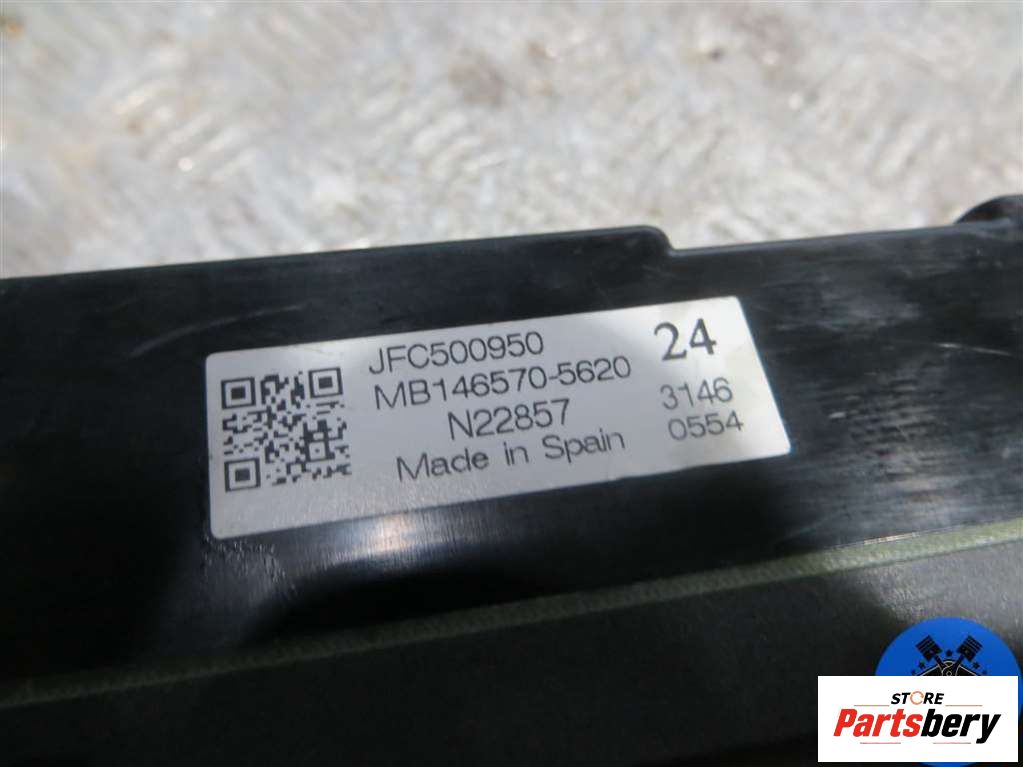 JFC500950
MB146570-5620
N22857
Made in Spain
24
3146
0554
STORE
Partsbery